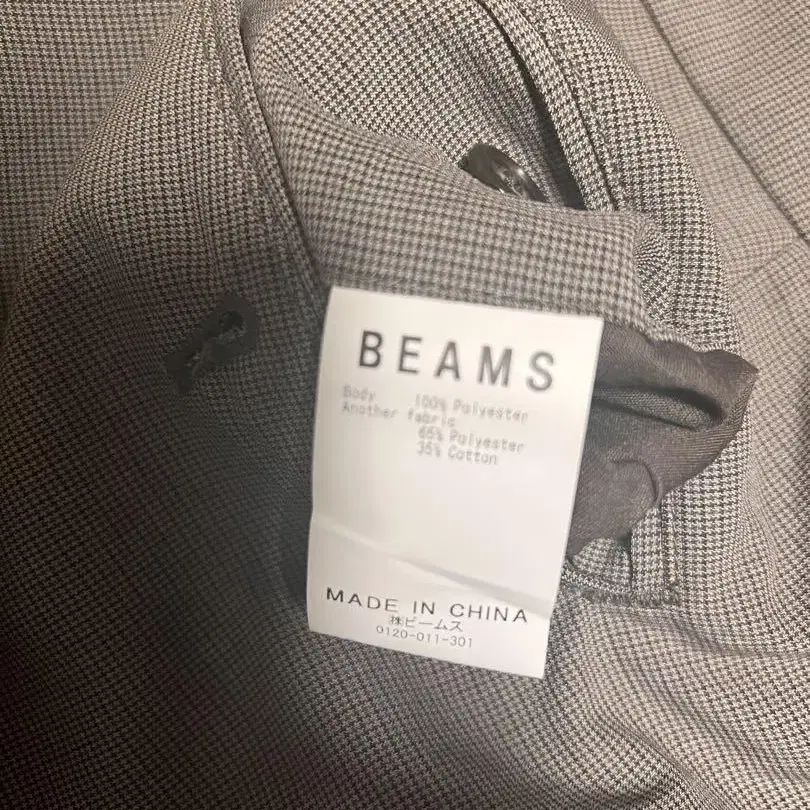 BEAMS
Body 100% Polyester
Another fabric
65% Polyester
35% Cotton
MADE IN CHINA
㈱ビームス
0120-011-301